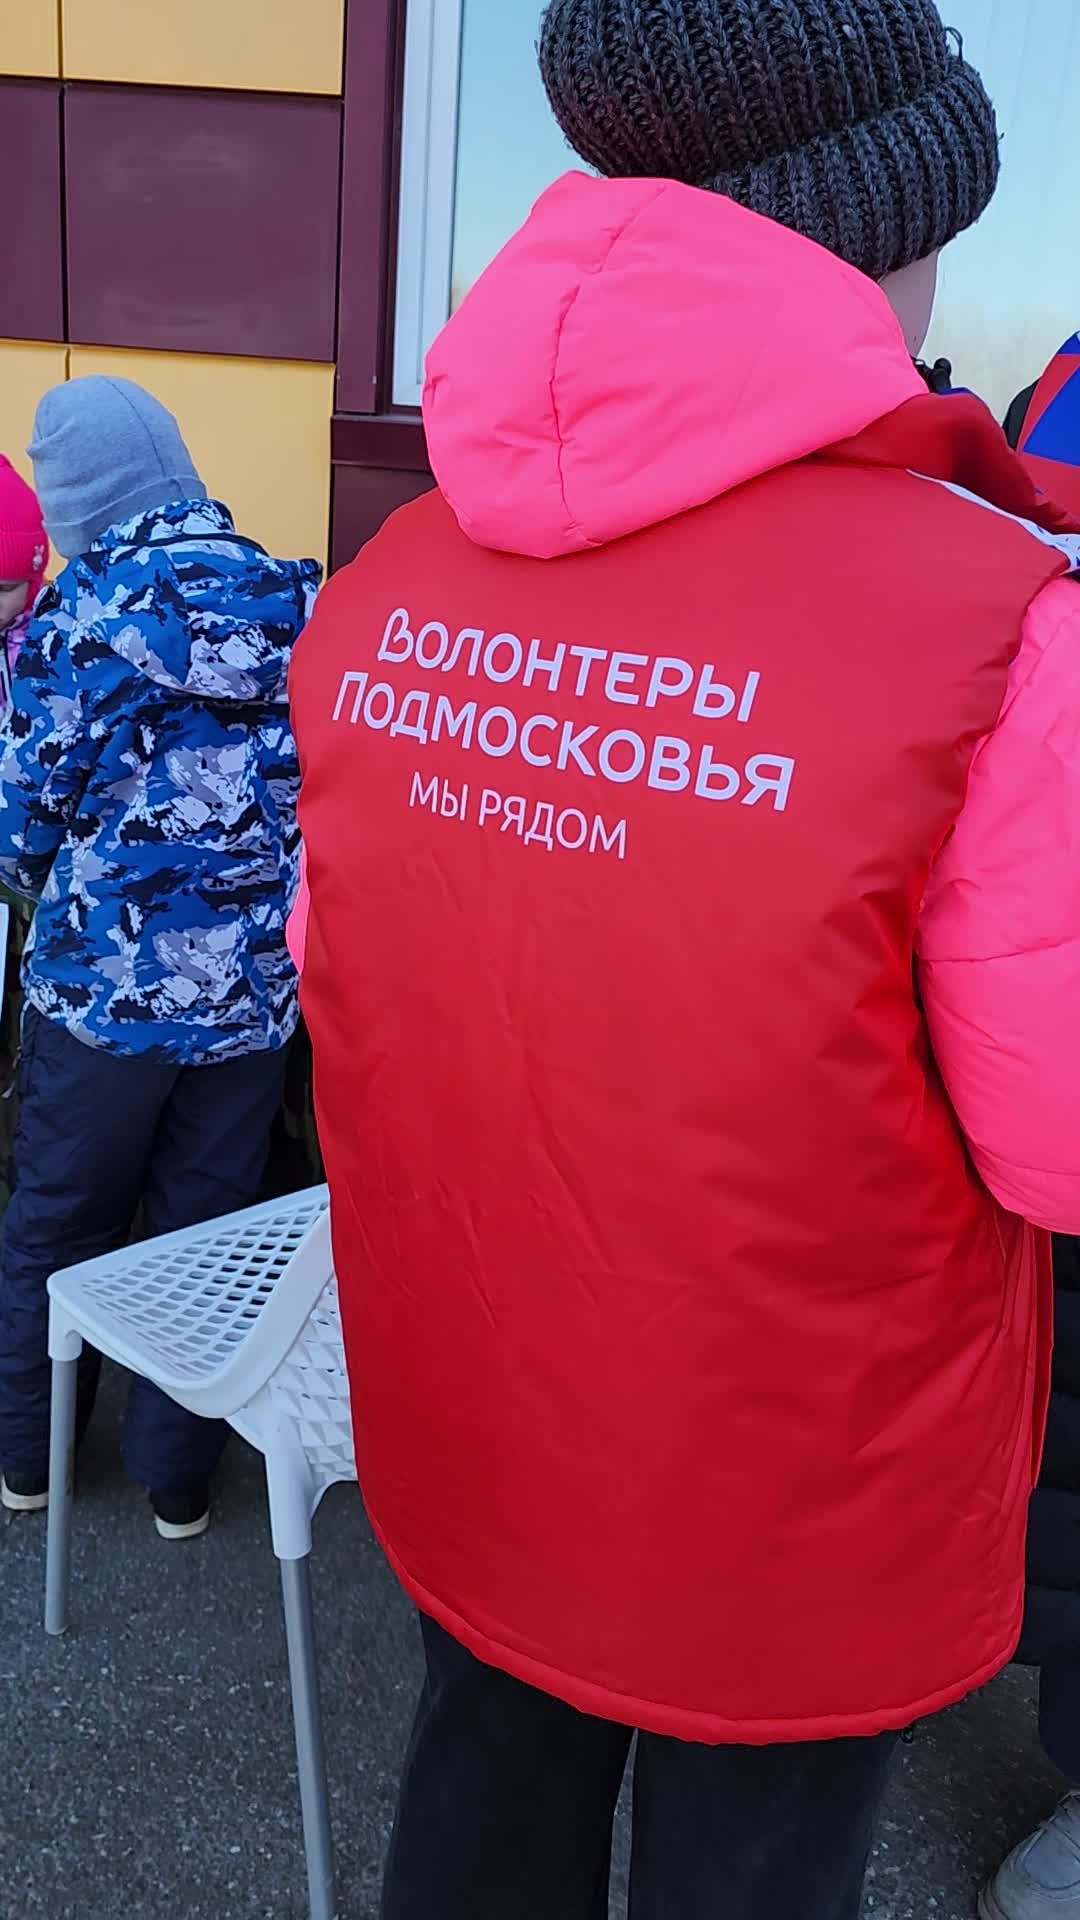 Волонтеры
Подмосковья
мы рядом